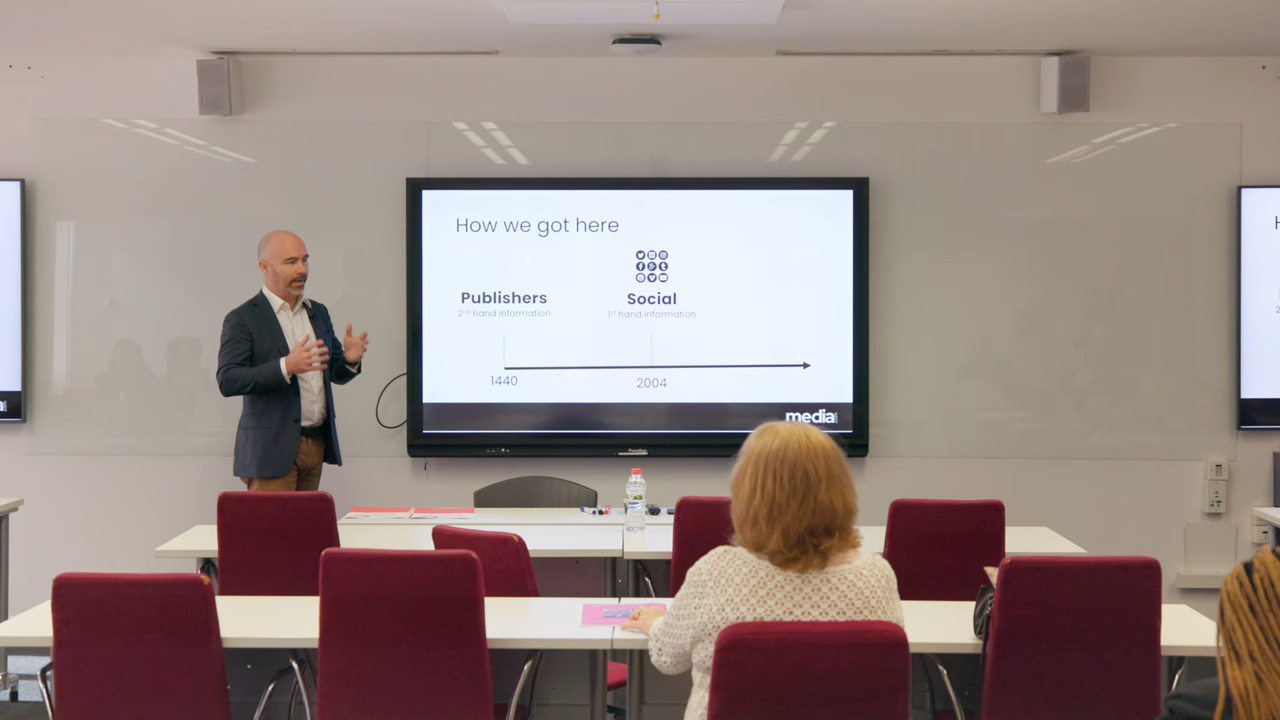 How we got here
Publishers
2nd hand information
Social
1st hand information
1440
2004
media